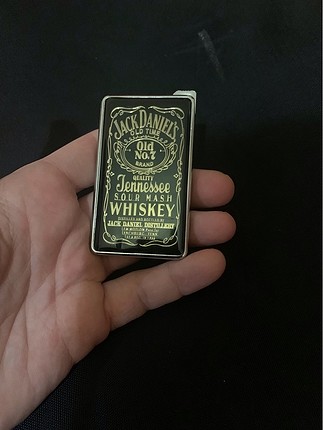 JACK DANIEL'S
OLD TIME
Old
No.7
BRAND
QUALITY
Tennessee
SOUR MASH
WHISKEY
DISTILLED AND BOTTLED BY
JACK DANIEL DISTILLERY